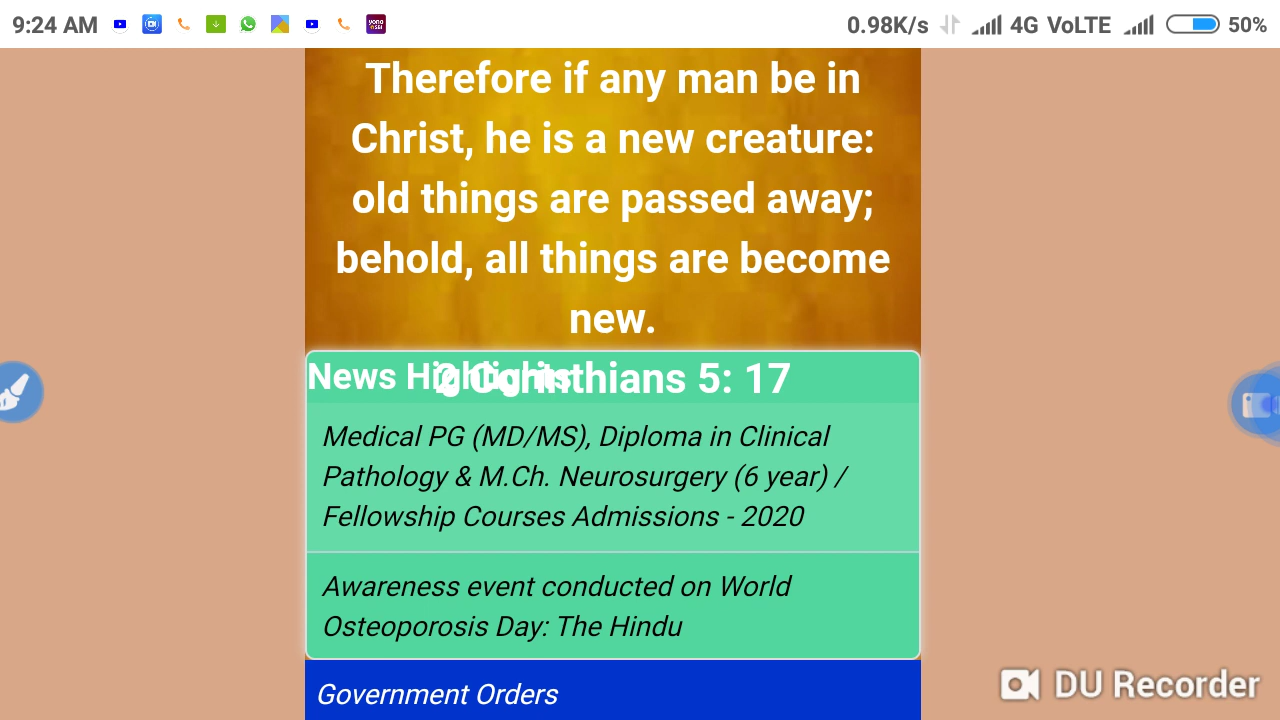 9:24 AM
0.98K/s 4G VoLTE 50%
Therefore if any man be in
Christ, he is a new creature:
old things are passed away;
behold, all things are become
new.
2 Corinthians 5: 17
News Highlights
Medical PG (MD/MS), Diploma in Clinical
Pathology & M.Ch. Neurosurgery (6 year) /
Fellowship Courses Admissions - 2020
Awareness event conducted on World
Osteoporosis Day: The Hindu
Government Orders
DU Recorder